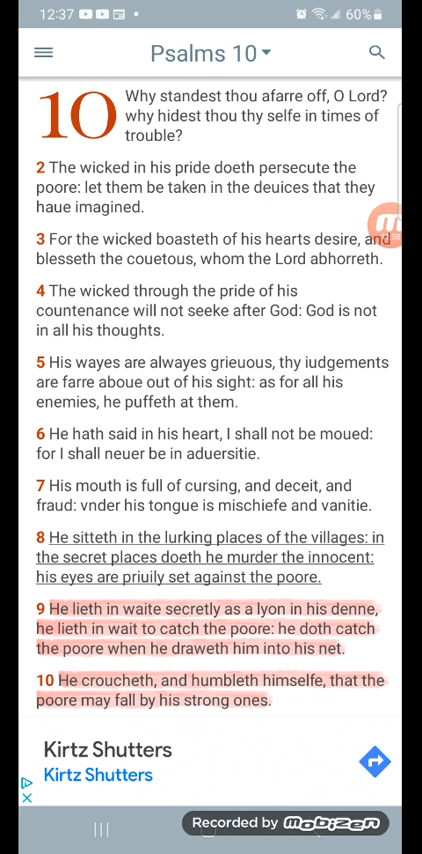 12:37
60%
Psalms 10
10 Why standest thou afarre off, O Lord?
why hidest thou thy selfe in times of
trouble?
2 The wicked in his pride doeth persecute the
poore: let them be taken in the deuices that they
haue imagined.
3 For the wicked boasteth of his hearts desire, and
blesseth the couetous, whom the Lord abhorreth.
4 The wicked through the pride of his
countenance will not seeke after God: God is not
in all his thoughts.
5 His wayes are alwayes grieuous, thy iudgements
are farre aboue out of his sight: as for all his
enemies, he puffeth at them.
6 He hath said in his heart, I shall not be moued:
for I shall neuer be in aduersitie.
7 His mouth is full of cursing, and deceit, and
fraud: vnder his tongue is mischiefe and vanitie.
8 He sitteth in the lurking places of the villages: in
the secret places doeth he murder the innocent:
his eyes are priuily set against the poore.
9 He lieth in waite secretly as a lyon in his denne,
he lieth in wait to catch the poore: he doth catch
the poore when he draweth him into his net.
10 He croucheth, and humbleth himselfe, that the
poore may fall by his strong ones.
Kirtz Shutters
Kirtz Shutters
Recorded by mobizen